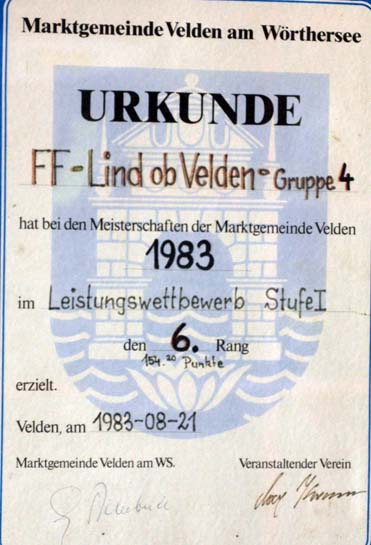 Marktgemeinde Velden am Wörthersee
URKUNDE
FF-Lind ob Velden-Gruppe 4
hat bei den Meisterschaften der Marktgemeinde Velden
1983
im Leistungswettbewerb Stufe I
den 6. Rang
154.20 Punkte
erzielt.
Velden, am 1983-08-21
Marktgemeinde Velden am WS. Veranstaltender Verein